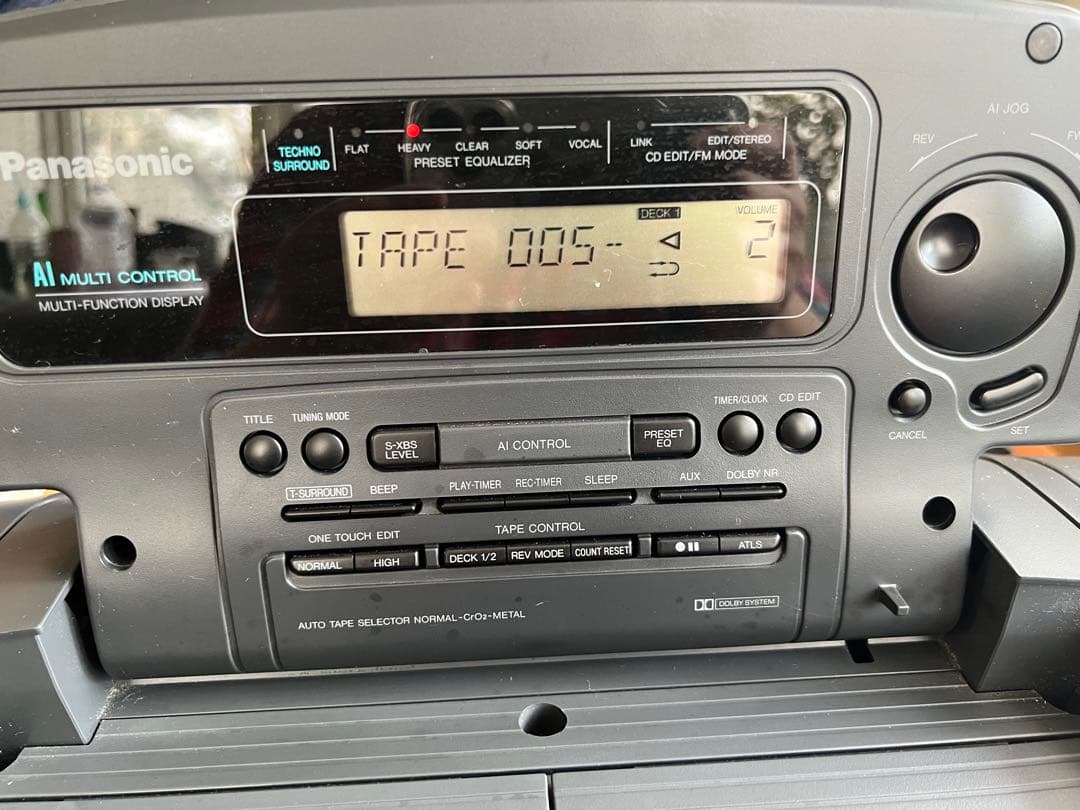 AI JOG
REV
Panasonic
TECHNO
SURROUND
FLAT HEAVY CLEAR SOFT VOCAL
PRESET EQUALIZER
LINK EDIT/STEREO
CD EDIT/FM MODE
AI MULTI CONTROL
MULTI-FUNCTION DISPLAY
DECK 1 VOLUME
TAPE 005- 2
CANCEL SET
TITLE TUNING MODE TIMER/CLOCK CD EDIT
S-XBS
LEVEL
AI CONTROL
PRESET
EQ
T-SURROUND BEEP PLAY-TIMER REC-TIMER SLEEP AUX DOLBY NR
ONE TOUCH EDIT TAPE CONTROL
NORMAL HIGH DECK 1/2 REV MODE COUNT RESET ATLS
AUTO TAPE SELECTOR NORMAL-CrO2-METAL
DOLBY SYSTEM